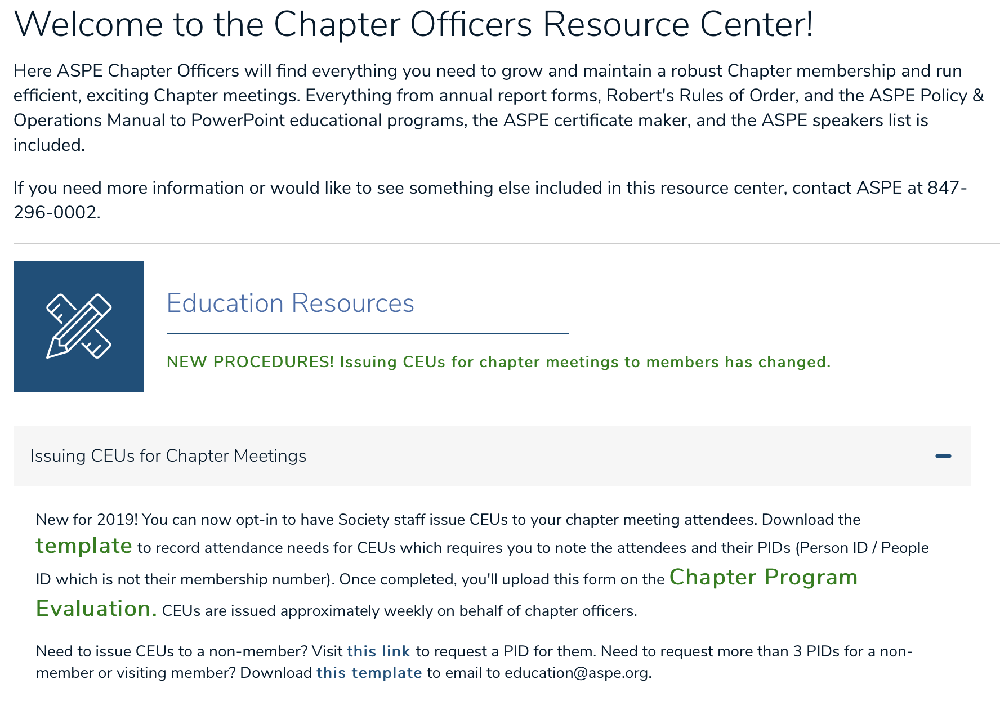 Welcome to the Chapter Officers Resource Center!
Here ASPE Chapter Officers will find everything you need to grow and maintain a robust Chapter membership and run
efficient, exciting Chapter meetings. Everything from annual report forms, Robert's Rules of Order, and the ASPE Policy &
Operations Manual to PowerPoint educational programs, the ASPE certificate maker, and the ASPE speakers list is
included.
If you need more information or would like to see something else included in this resource center, contact ASPE at 847-
296-0002.
Education Resources
NEW PROCEDURES! Issuing CEUs for chapter meetings to members has changed.
Issuing CEUs for Chapter Meetings
New for 2019! You can now opt-in to have Society staff issue CEUs to your chapter meeting attendees. Download the
template to record attendance needs for CEUs which requires you to note the attendees and their PIDs (Person ID / People
ID which is not their membership number). Once completed, you'll upload this form on the Chapter Program
Evaluation. CEUs are issued approximately weekly on behalf of chapter officers.
Need to issue CEUs to a non-member? Visit this link to request a PID for them. Need to request more than 3 PIDs for a non-
member or visiting member? Download this template to email to education@aspe.org.